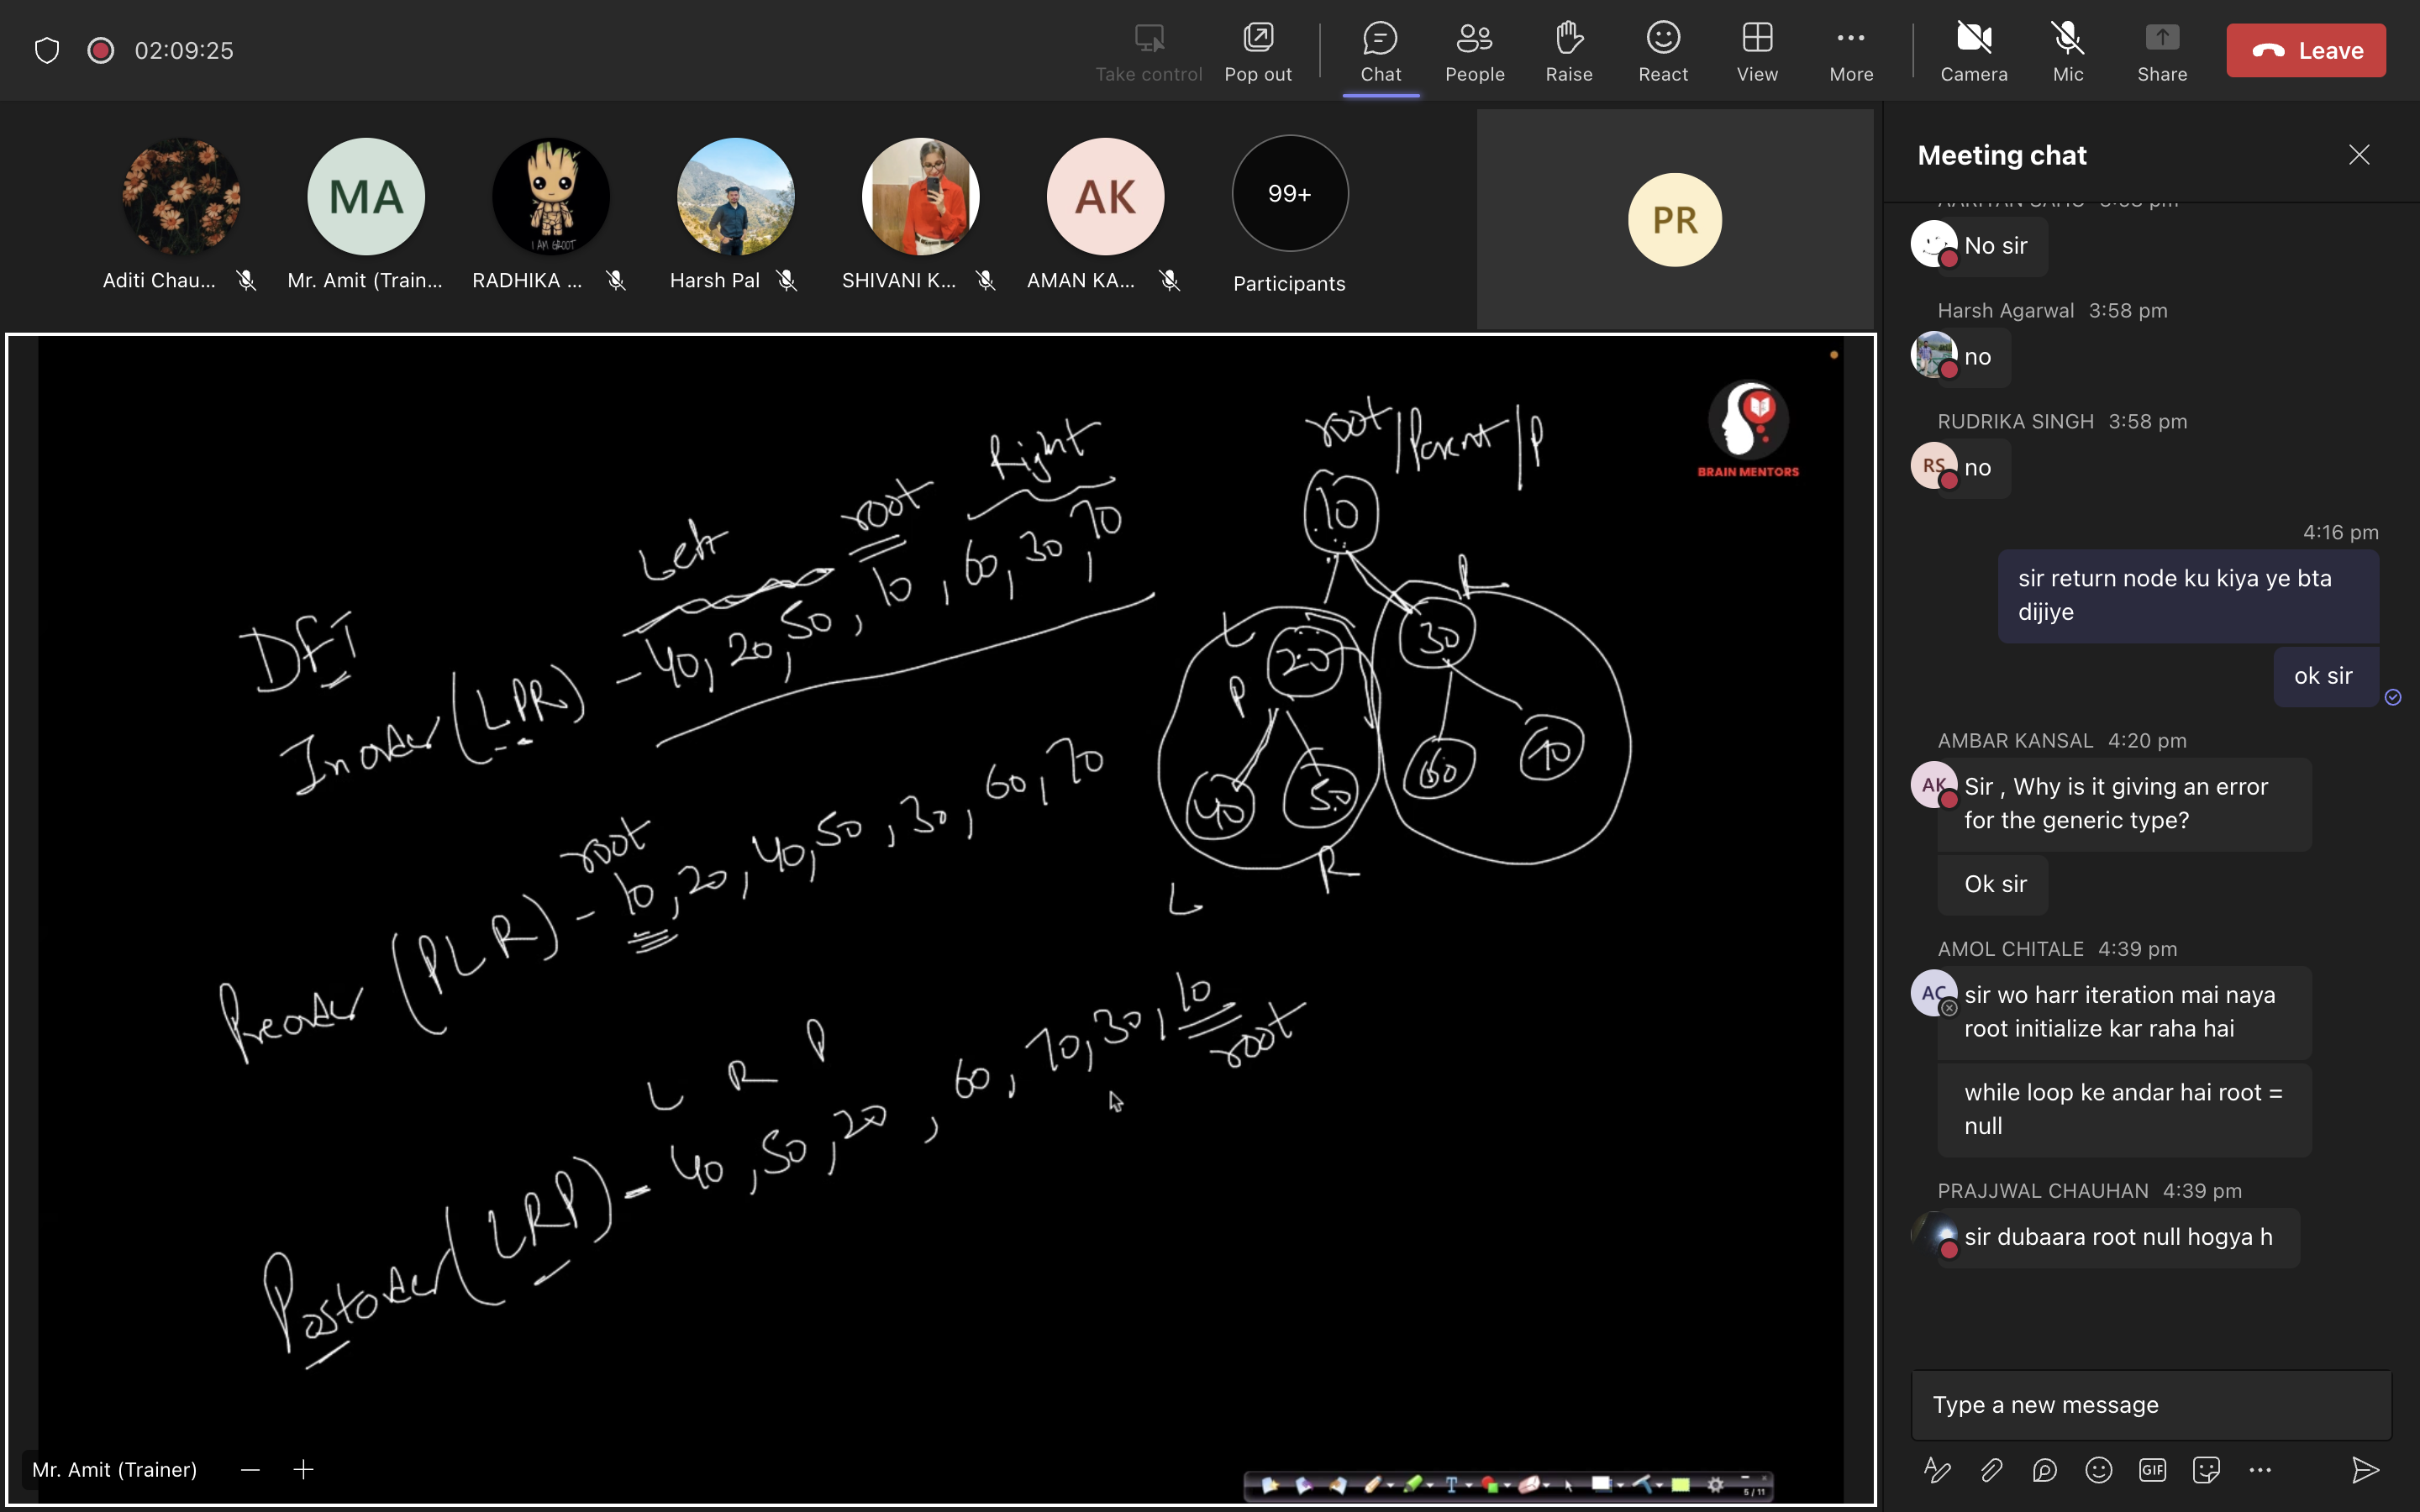 02:09:25
Take control
Pop out
Chat
People
Raise
React
View
More
Camera
Mic
Share
Leave
Aditi Chau...
MA
Mr. Amit (Train...
I AM GROOT
RADHIKA ...
Harsh Pal
SHIVANI K...
AK
AMAN KA...
99+
Participants
PR
BRAIN MENTORS
root/Parent/P
10
L
R
20
30
P
40
50
60
70
L
R
DFT
Left
root
Right
Inorder (LPR) - 40, 20, 50, 10, 60, 30, 70
root
Preorder (PLR) - 10, 20, 40, 50, 30, 60, 70
L R P
Postorder (LRP) - 40, 50, 20, 60, 70, 30, 10
root
Mr. Amit (Trainer)
5 / 11
Meeting chat
No sir
Harsh Agarwal 3:58 pm
no
RUDRIKA SINGH 3:58 pm
RS
no
4:16 pm
sir return node ku kiya ye bta
dijiye
ok sir
AMBAR KANSAL 4:20 pm
AK
Sir , Why is it giving an error
for the generic type?
Ok sir
AMOL CHITALE 4:39 pm
AC
sir wo harr iteration mai naya
root initialize kar raha hai
while loop ke andar hai root =
null
PRAJJWAL CHAUHAN 4:39 pm
sir dubaara root null hogya h
Type a new message
GIF